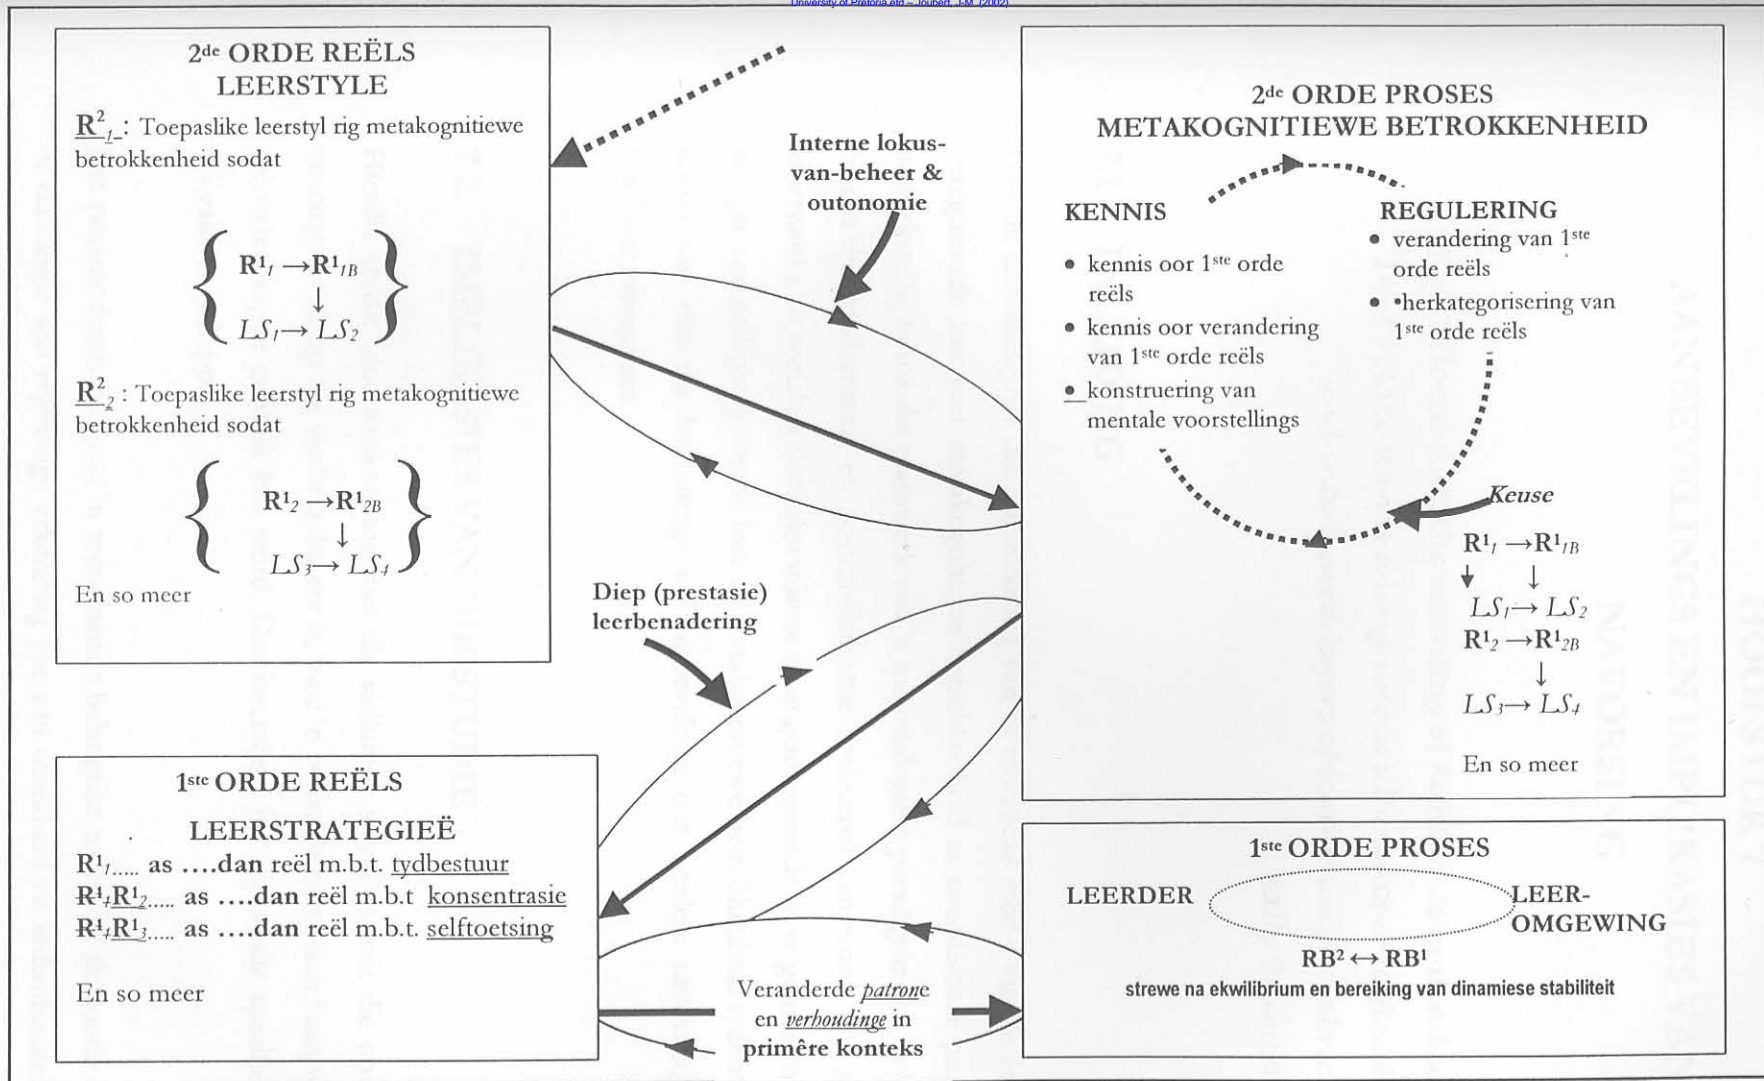 University of Pretoria etd – Joubert, J-M (2002)
2de ORDE REËLS
LEERSTYLE
R²1 : Toepaslike leerstyl rig metakognitiewe
betrokkenheid sodat
{ R¹1 →R¹1B }
↓
LS1→ LS2
R²2 : Toepaslike leerstyl rig metakognitiewe
betrokkenheid sodat
{ R¹2 →R¹2B }
↓
LS3→ LS4
En so meer
Interne lokus-
van-beheer &
outonomie
2de ORDE PROSES
METAKOGNITIEWE BETROKKENHEID
KENNIS
• kennis oor 1ste orde
reëls
• kennis oor verandering
van 1ste orde reëls
• konstruering van
mentale voorstellings
REGULERING
• verandering van 1ste
orde reëls
• •herkategorisering van
1ste orde reëls
Keuse
R¹1 →R¹1B
↓ ↓
LS1→ LS2
R¹2 →R¹2B
↓
LS3→ LS4
En so meer
Diep (prestasie)
leerbenadering
1ste ORDE REËLS
LEERSTRATEGIEË
R¹1..... as ....dan reël m.b.t. tydbestuur
R¹1R¹2..... as ....dan reël m.b.t konsentrasie
R¹1R¹3..... as ....dan reël m.b.t. selftoetsing
En so meer
Veranderde patrone
en verhoudinge in
primêre konteks
1ste ORDE PROSES
LEERDER
LEER-
OMGEWING
RB² ↔ RB¹
strewe na ekwilibrium en bereiking van dinamiese stabiliteit